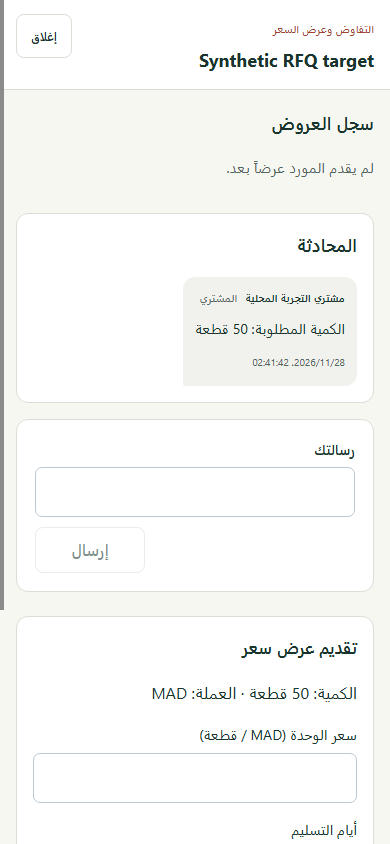 إغلاق
التفاوض وعرض السعر
Synthetic RFQ target
سجل العروض
لم يقدم المورد عرضاً بعد.
المحادثة
مشتري التجربة المحلية المشتري
الكمية المطلوبة: 50 قطعة
28‏/11‏/2026، 02:41:42
رسالتك
إرسال
تقديم عرض سعر
الكمية: 50 قطعة · العملة: MAD
سعر الوحدة (MAD / قطعة)
أيام التسليم